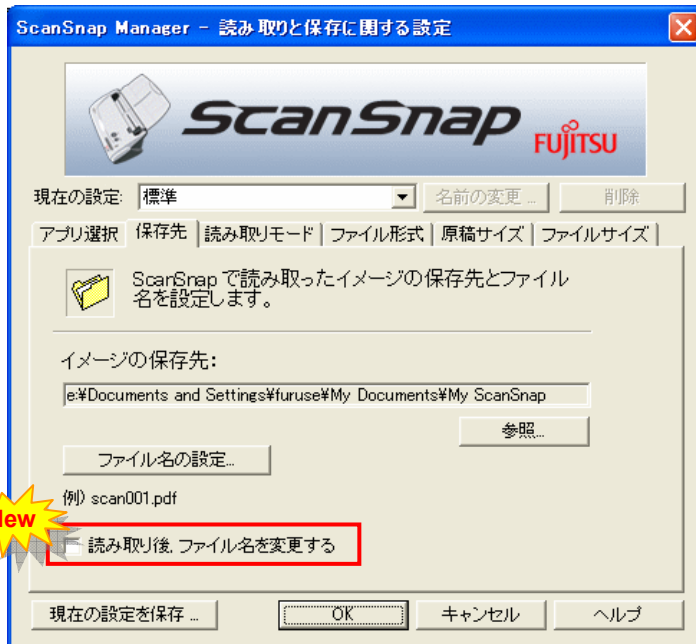 ScanSnap Manager - 読み取りと保存に関する設定
ScanSnap
FUJITSU
現在の設定: 標準 名前の変更 ... 削除
アプリ選択 保存先 読み取りモード ファイル形式 原稿サイズ ファイルサイズ
ScanSnap で読み取ったイメージの保存先とファイル
名を設定します。
イメージの保存先:
e:¥Documents and Settings¥furuse¥My Documents¥My ScanSnap
参照...
ファイル名の設定...
例) scan001.pdf
New
読み取り後、ファイル名を変更する
現在の設定を保存 ... OK キャンセル ヘルプ